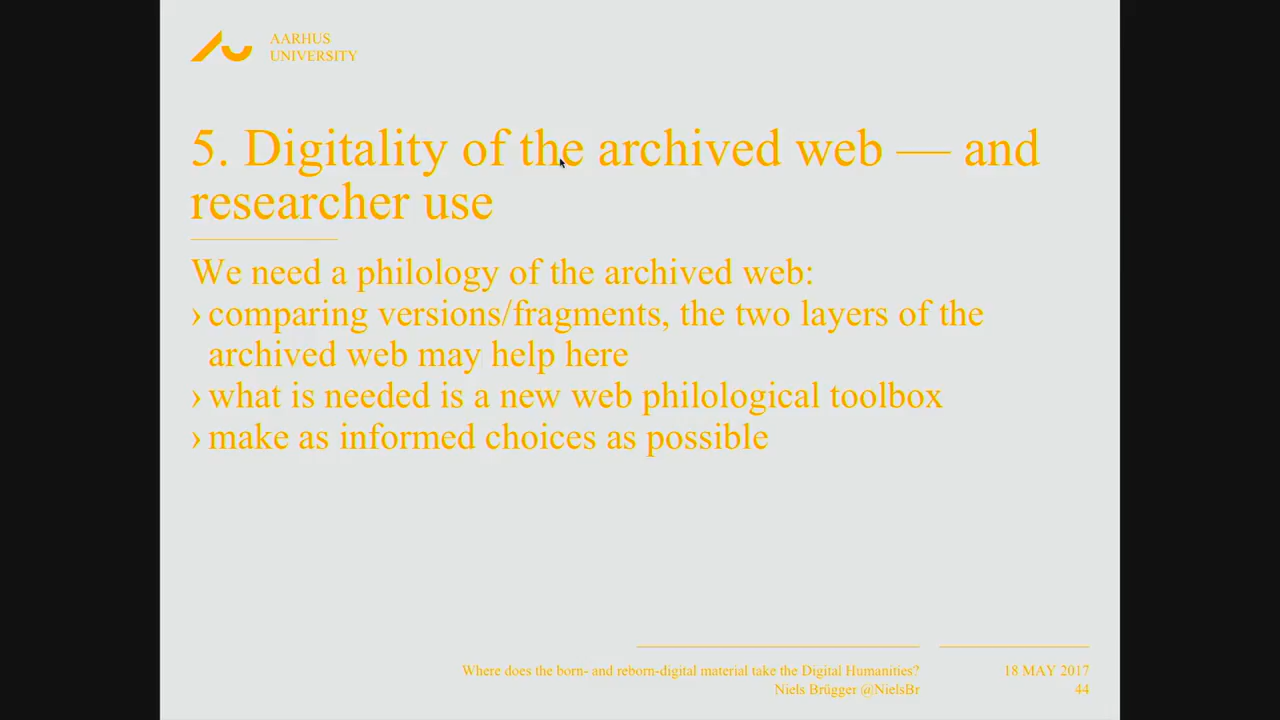 AARHUS
UNIVERSITY
5. Digitality of the archived web — and
researcher use
We need a philology of the archived web:
› comparing versions/fragments, the two layers of the
archived web may help here
› what is needed is a new web philological toolbox
› make as informed choices as possible
Where does the born- and reborn-digital material take the Digital Humanities?
Niels Brügger @NielsBr
18 MAY 2017
44